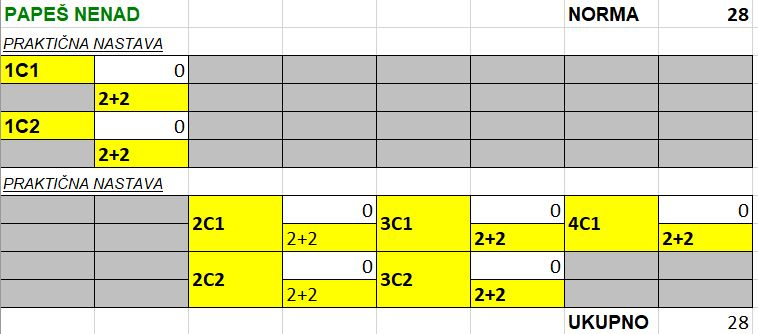 PAPEŠ NENAD NORMA 28
PRAKTIČNA NASTAVA
1C1 0
2+2
1C2 0
2+2
PRAKTIČNA NASTAVA
2C1 0 3C1 0 4C1 0
2+2 2+2 2+2
2C2 0 3C2 0
2+2 2+2
UKUPNO 28